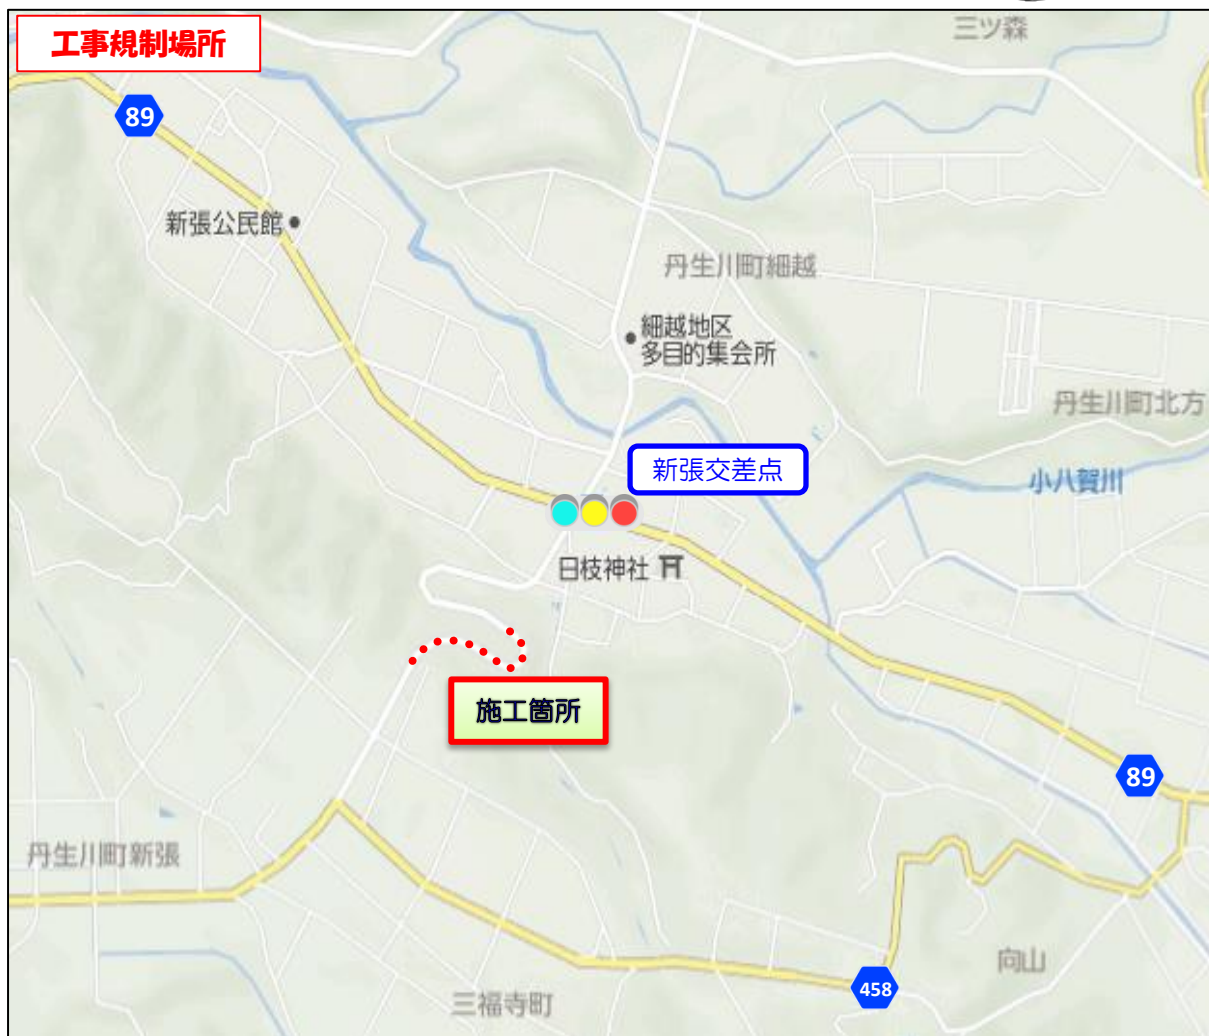 工事規制場所
三ツ森
89
新張公民館
丹生川町細越
細越地区
多目的集会所
丹生川町北方
新張交差点
小八賀川
日枝神社
施工箇所
89
丹生川町新張
向山
458
三福寺町